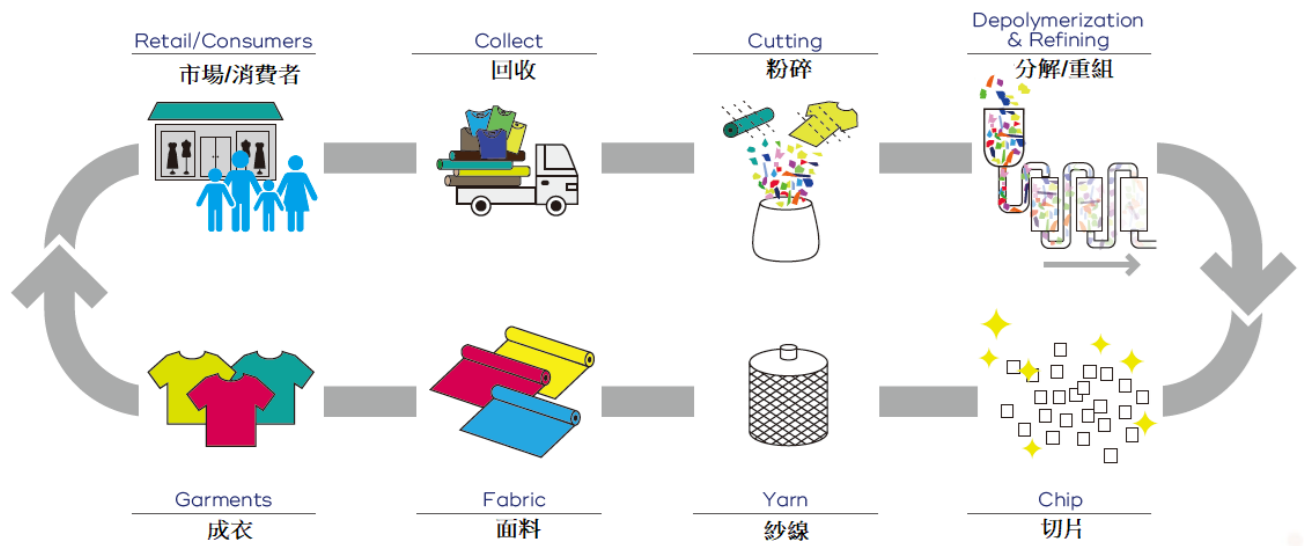 Retail/Consumers
市場/消費者
Collect
回收
Cutting
粉碎
Depolymerization
& Refining
分解/重組
Garments
成衣
Fabric
面料
Yarn
紗線
Chip
切片